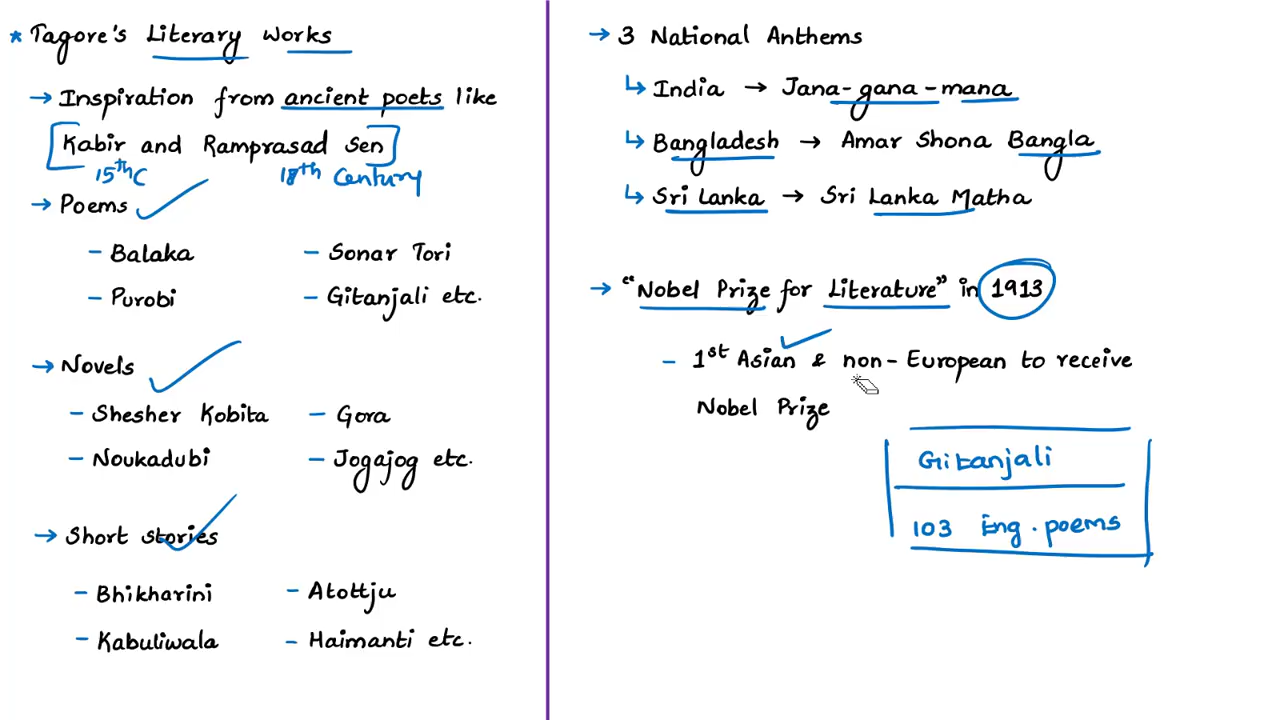 * Tagore's Literary Works
→ Inspiration from ancient poets like
[Kabir and Ramprasad Sen]
15th C 18th Century
→ Poems
- Balaka - Sonar Tori
- Purobi - Gitanjali etc.
→ Novels
- Shesher Kobita - Gora
- Noukadubi - Jogajog etc.
→ Short stories
- Bhikharini - Atottju
- Kabuliwala - Haimanti etc.
→ 3 National Anthems
↳ India → Jana-gana-mana
↳ Bangladesh → Amar Shona Bangla
↳ Sri Lanka → Sri Lanka Matha
→ "Nobel Prize for Literature" in 1913
- 1st Asian & non-European to receive
Nobel Prize
Gitanjali
103 Eng. poems